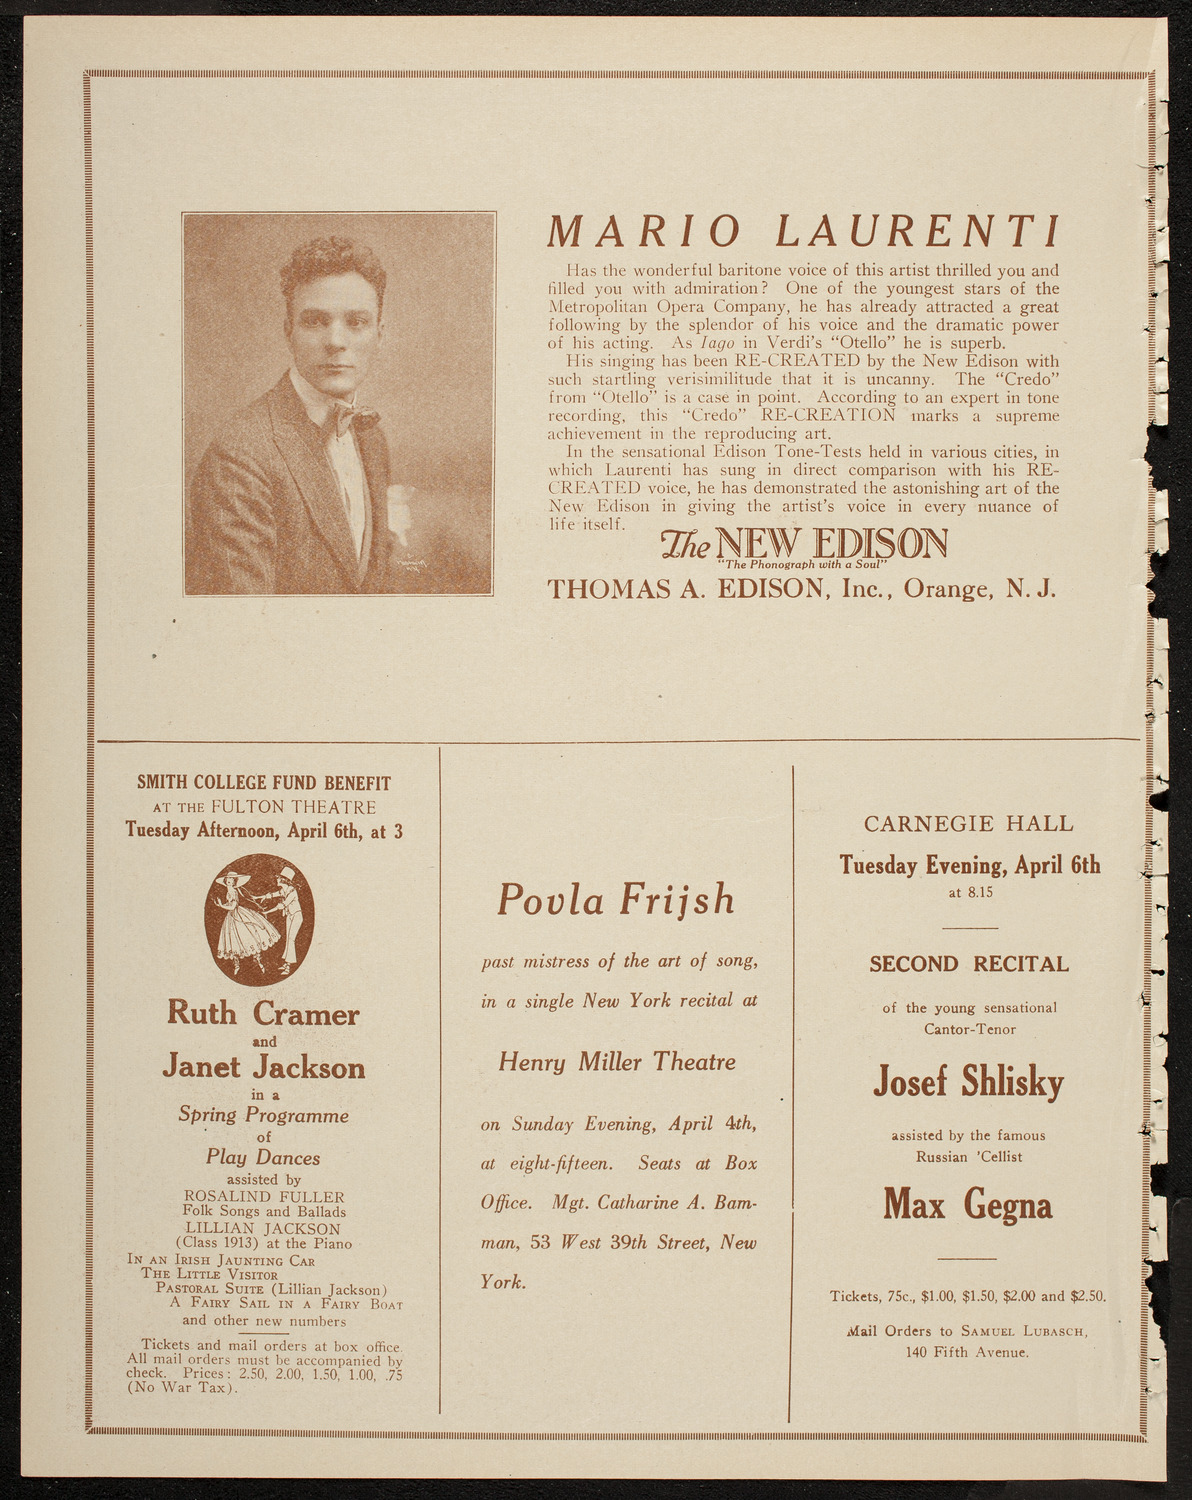 MARIO LAURENTI
Has the wonderful baritone voice of this artist thrilled you and
filled you with admiration? One of the youngest stars of the
Metropolitan Opera Company, he has already attracted a great
following by the splendor of his voice and the dramatic power
of his acting. As Iago in Verdi's "Otello" he is superb.
His singing has been RE-CREATED by the New Edison with
such startling verisimilitude that it is uncanny. The "Credo"
from "Otello" is a case in point. According to an expert in tone
recording, this "Credo" RE-CREATION marks a supreme
achievement in the reproducing art.
In the sensational Edison Tone-Tests held in various cities, in
which Laurenti has sung in direct comparison with his RE-
CREATED voice, he has demonstrated the astonishing art of the
New Edison in giving the artist's voice in every nuance of
life itself.
The NEW EDISON
"The Phonograph with a Soul"
THOMAS A. EDISON, Inc., Orange, N. J.
SMITH COLLEGE FUND BENEFIT
AT THE FULTON THEATRE
Tuesday Afternoon, April 6th, at 3
Ruth Cramer
and
Janet Jackson
in a
Spring Programme
of
Play Dances
assisted by
ROSALIND FULLER
Folk Songs and Ballads
LILLIAN JACKSON
(Class 1913) at the Piano
IN AN IRISH JAUNTING CAR
THE LITTLE VISITOR
PASTORAL SUITE (Lillian Jackson)
A FAIRY SAIL IN A FAIRY BOAT
and other new numbers
Tickets and mail orders at box office.
All mail orders must be accompanied by
check. Prices: 2.50, 2.00, 1.50, 1.00, .75
(No War Tax).
Povla Frijsh
past mistress of the art of song,
in a single New York recital at
Henry Miller Theatre
on Sunday Evening, April 4th,
at eight-fifteen. Seats at Box
Office. Mgt. Catharine A. Bam-
man, 53 West 39th Street, New
York.
CARNEGIE HALL
Tuesday Evening, April 6th
at 8.15
SECOND RECITAL
of the young sensational
Cantor-Tenor
Josef Shlisky
assisted by the famous
Russian 'Cellist
Max Gegna
Tickets, 75c., $1.00, $1.50, $2.00 and $2.50.
Mail Orders to SAMUEL LUBASCH,
140 Fifth Avenue.